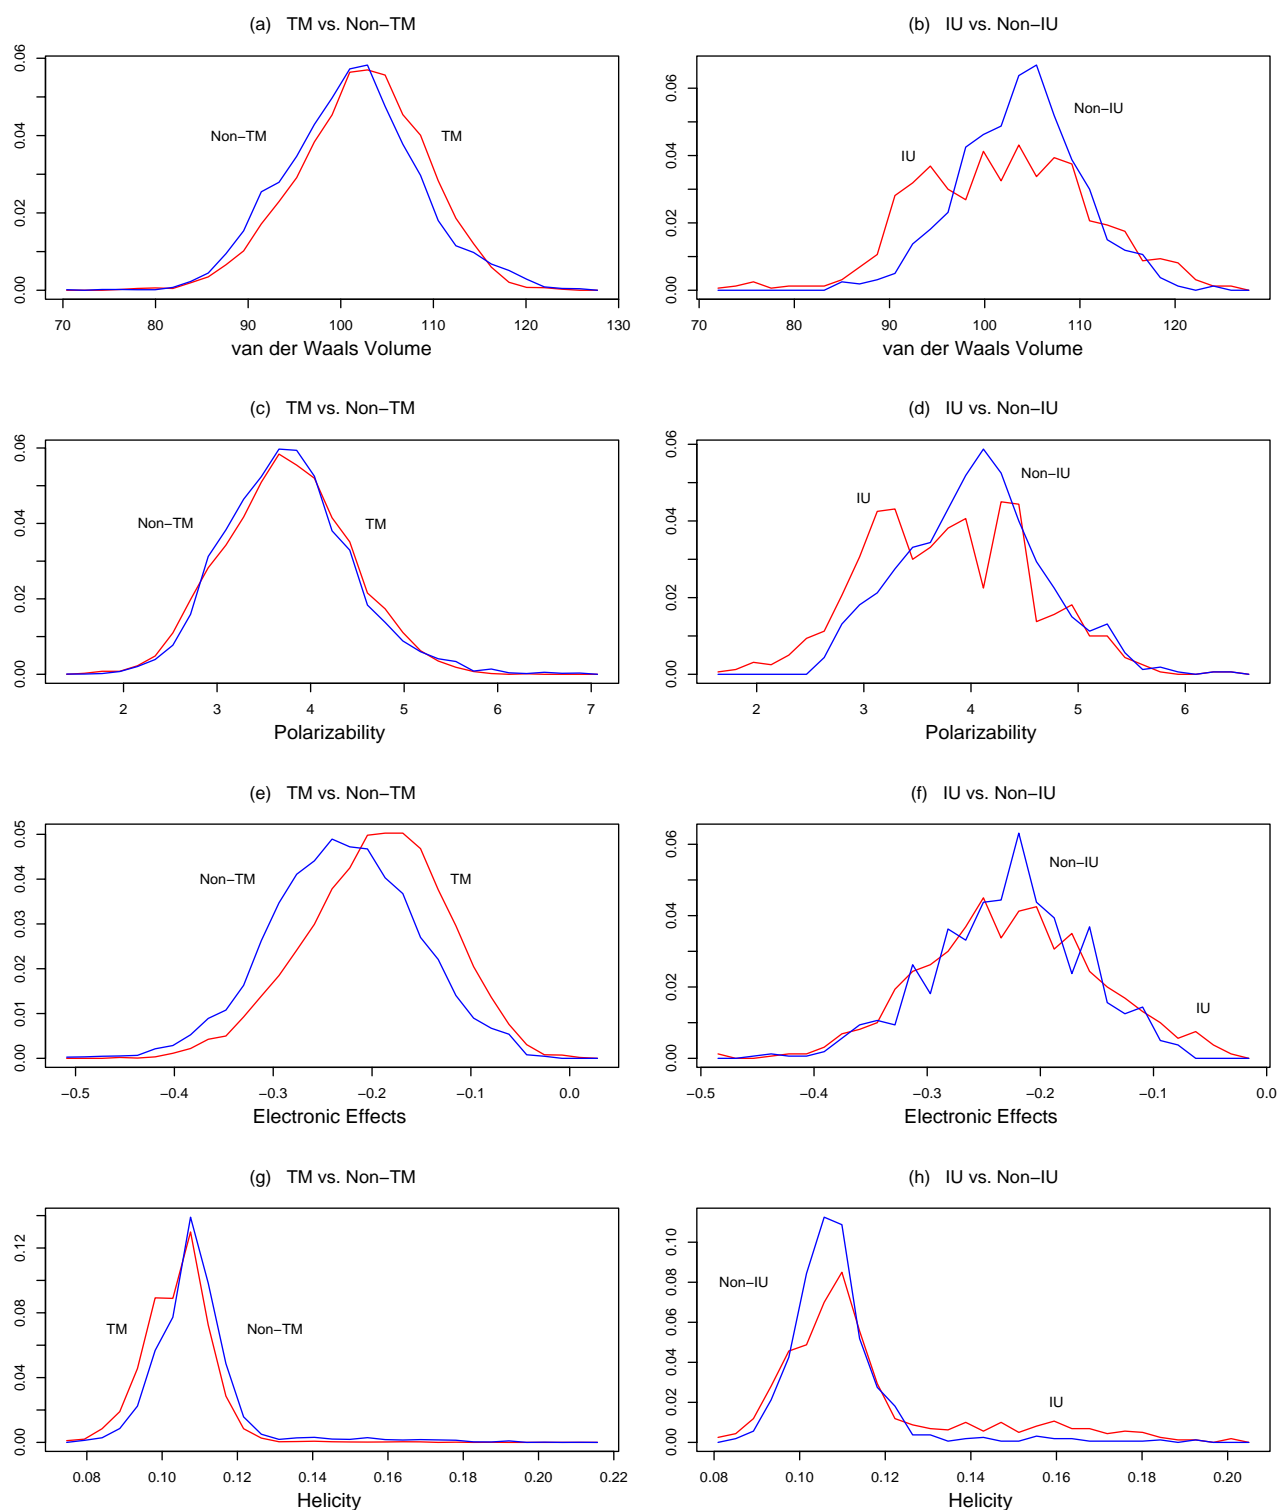 (a) TM vs. Non−TM
0.00 0.02 0.04 0.06
Non−TM
TM
70 80 90 100 110 120 130
van der Waals Volume
(b) IU vs. Non−IU
0.00 0.02 0.04 0.06
Non−IU
IU
70 80 90 100 110 120
van der Waals Volume
(c) TM vs. Non−TM
0.00 0.02 0.04 0.06
Non−TM
TM
2 3 4 5 6 7
Polarizability
(d) IU vs. Non−IU
0.00 0.02 0.04 0.06
IU
Non−IU
2 3 4 5 6
Polarizability
(e) TM vs. Non−TM
0.00 0.01 0.02 0.03 0.04 0.05
Non−TM
TM
−0.5 −0.4 −0.3 −0.2 −0.1 0.0
Electronic Effects
(f) IU vs. Non−IU
0.00 0.02 0.04 0.06
Non−IU
IU
−0.5 −0.4 −0.3 −0.2 −0.1 0.0
Electronic Effects
(g) TM vs. Non−TM
0.00 0.04 0.08 0.12
TM
Non−TM
0.08 0.10 0.12 0.14 0.16 0.18 0.20 0.22
Helicity
(h) IU vs. Non−IU
0.00 0.02 0.04 0.06 0.08 0.10
Non−IU
IU
0.08 0.10 0.12 0.14 0.16 0.18 0.20
Helicity